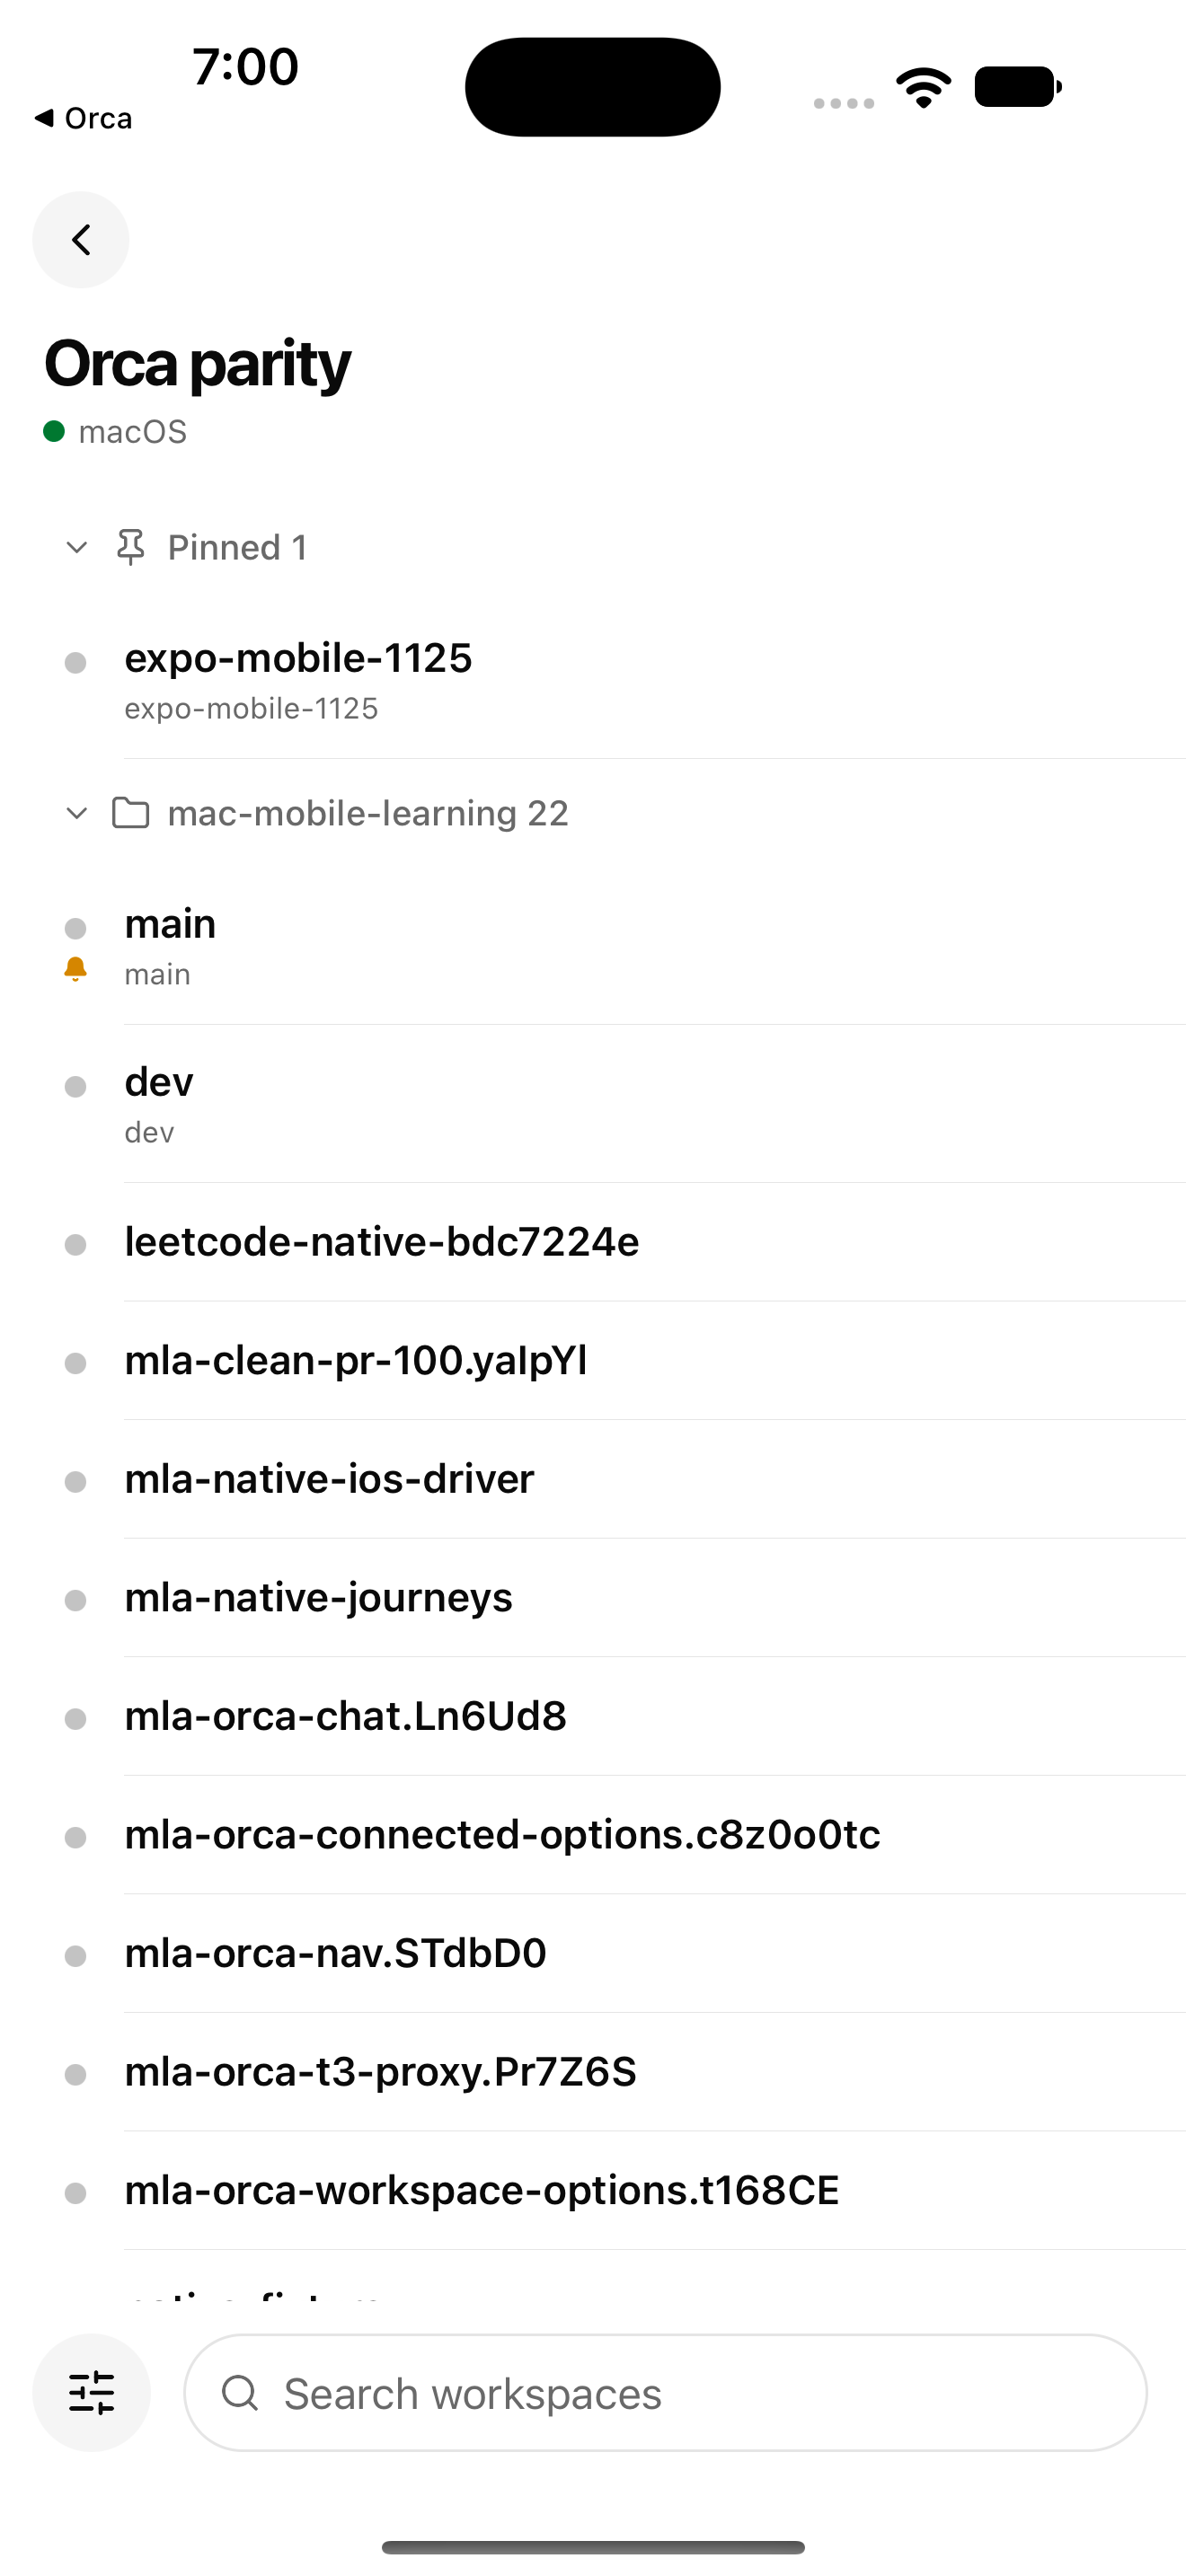 7:00
Orca
Orca parity
macOS
Pinned 1
expo-mobile-1125
expo-mobile-1125
mac-mobile-learning 22
main
main
dev
dev
leetcode-native-bdc7224e
mla-clean-pr-100.yaIpYl
mla-native-ios-driver
mla-native-journeys
mla-orca-chat.Ln6Ud8
mla-orca-connected-options.c8z0o0tc
mla-orca-nav.STdbD0
mla-orca-t3-proxy.Pr7Z6S
mla-orca-workspace-options.t168CE
Search workspaces